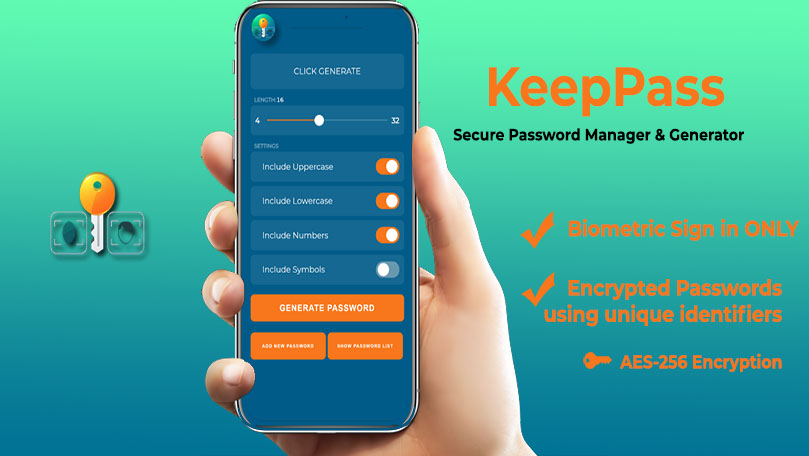 CLICK GENERATE
LENGTH: 16
4 32
SETTINGS
Include Uppercase
Include Lowercase
Include Numbers
Include Symbols
GENERATE PASSWORD
ADD NEW PASSWORD SHOW PASSWORD LIST
KeepPass
Secure Password Manager & Generator
Biometric Sign in ONLY
Encrypted Passwords
using unique identifiers
AES-256 Encryption